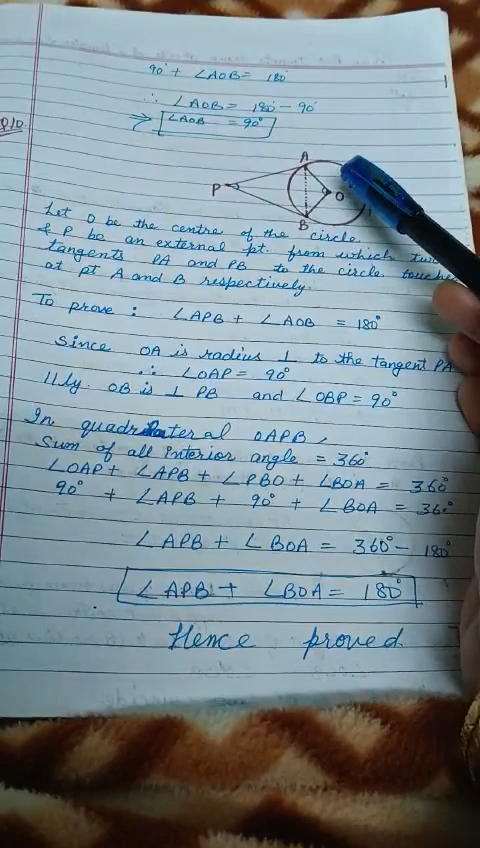 90° + ∠AOB = 180°
∴ ∠AOB = 180° - 90°
⇒ ∠AOB = 90°
Q10.
A
P
O
B
Let O be the centre of the circle.
& P be an external pt. from which two
tangents PA and PB to the circle touches
at pt A and B respectively.
To prove : ∠APB + ∠AOB = 180°
Since OA is radius ⊥ to the tangent PA
∴ ∠OAP = 90°
llly. OB is ⊥ PB and ∠OBP = 90°
In quadrilateral OAPB,
Sum of all interior angle = 360°
∠OAP + ∠APB + ∠PBO + ∠BOA = 360°
90° + ∠APB + 90° + ∠BOA = 360°
∠APB + ∠BOA = 360° - 180°
∠APB + ∠BOA = 180°
Hence proved